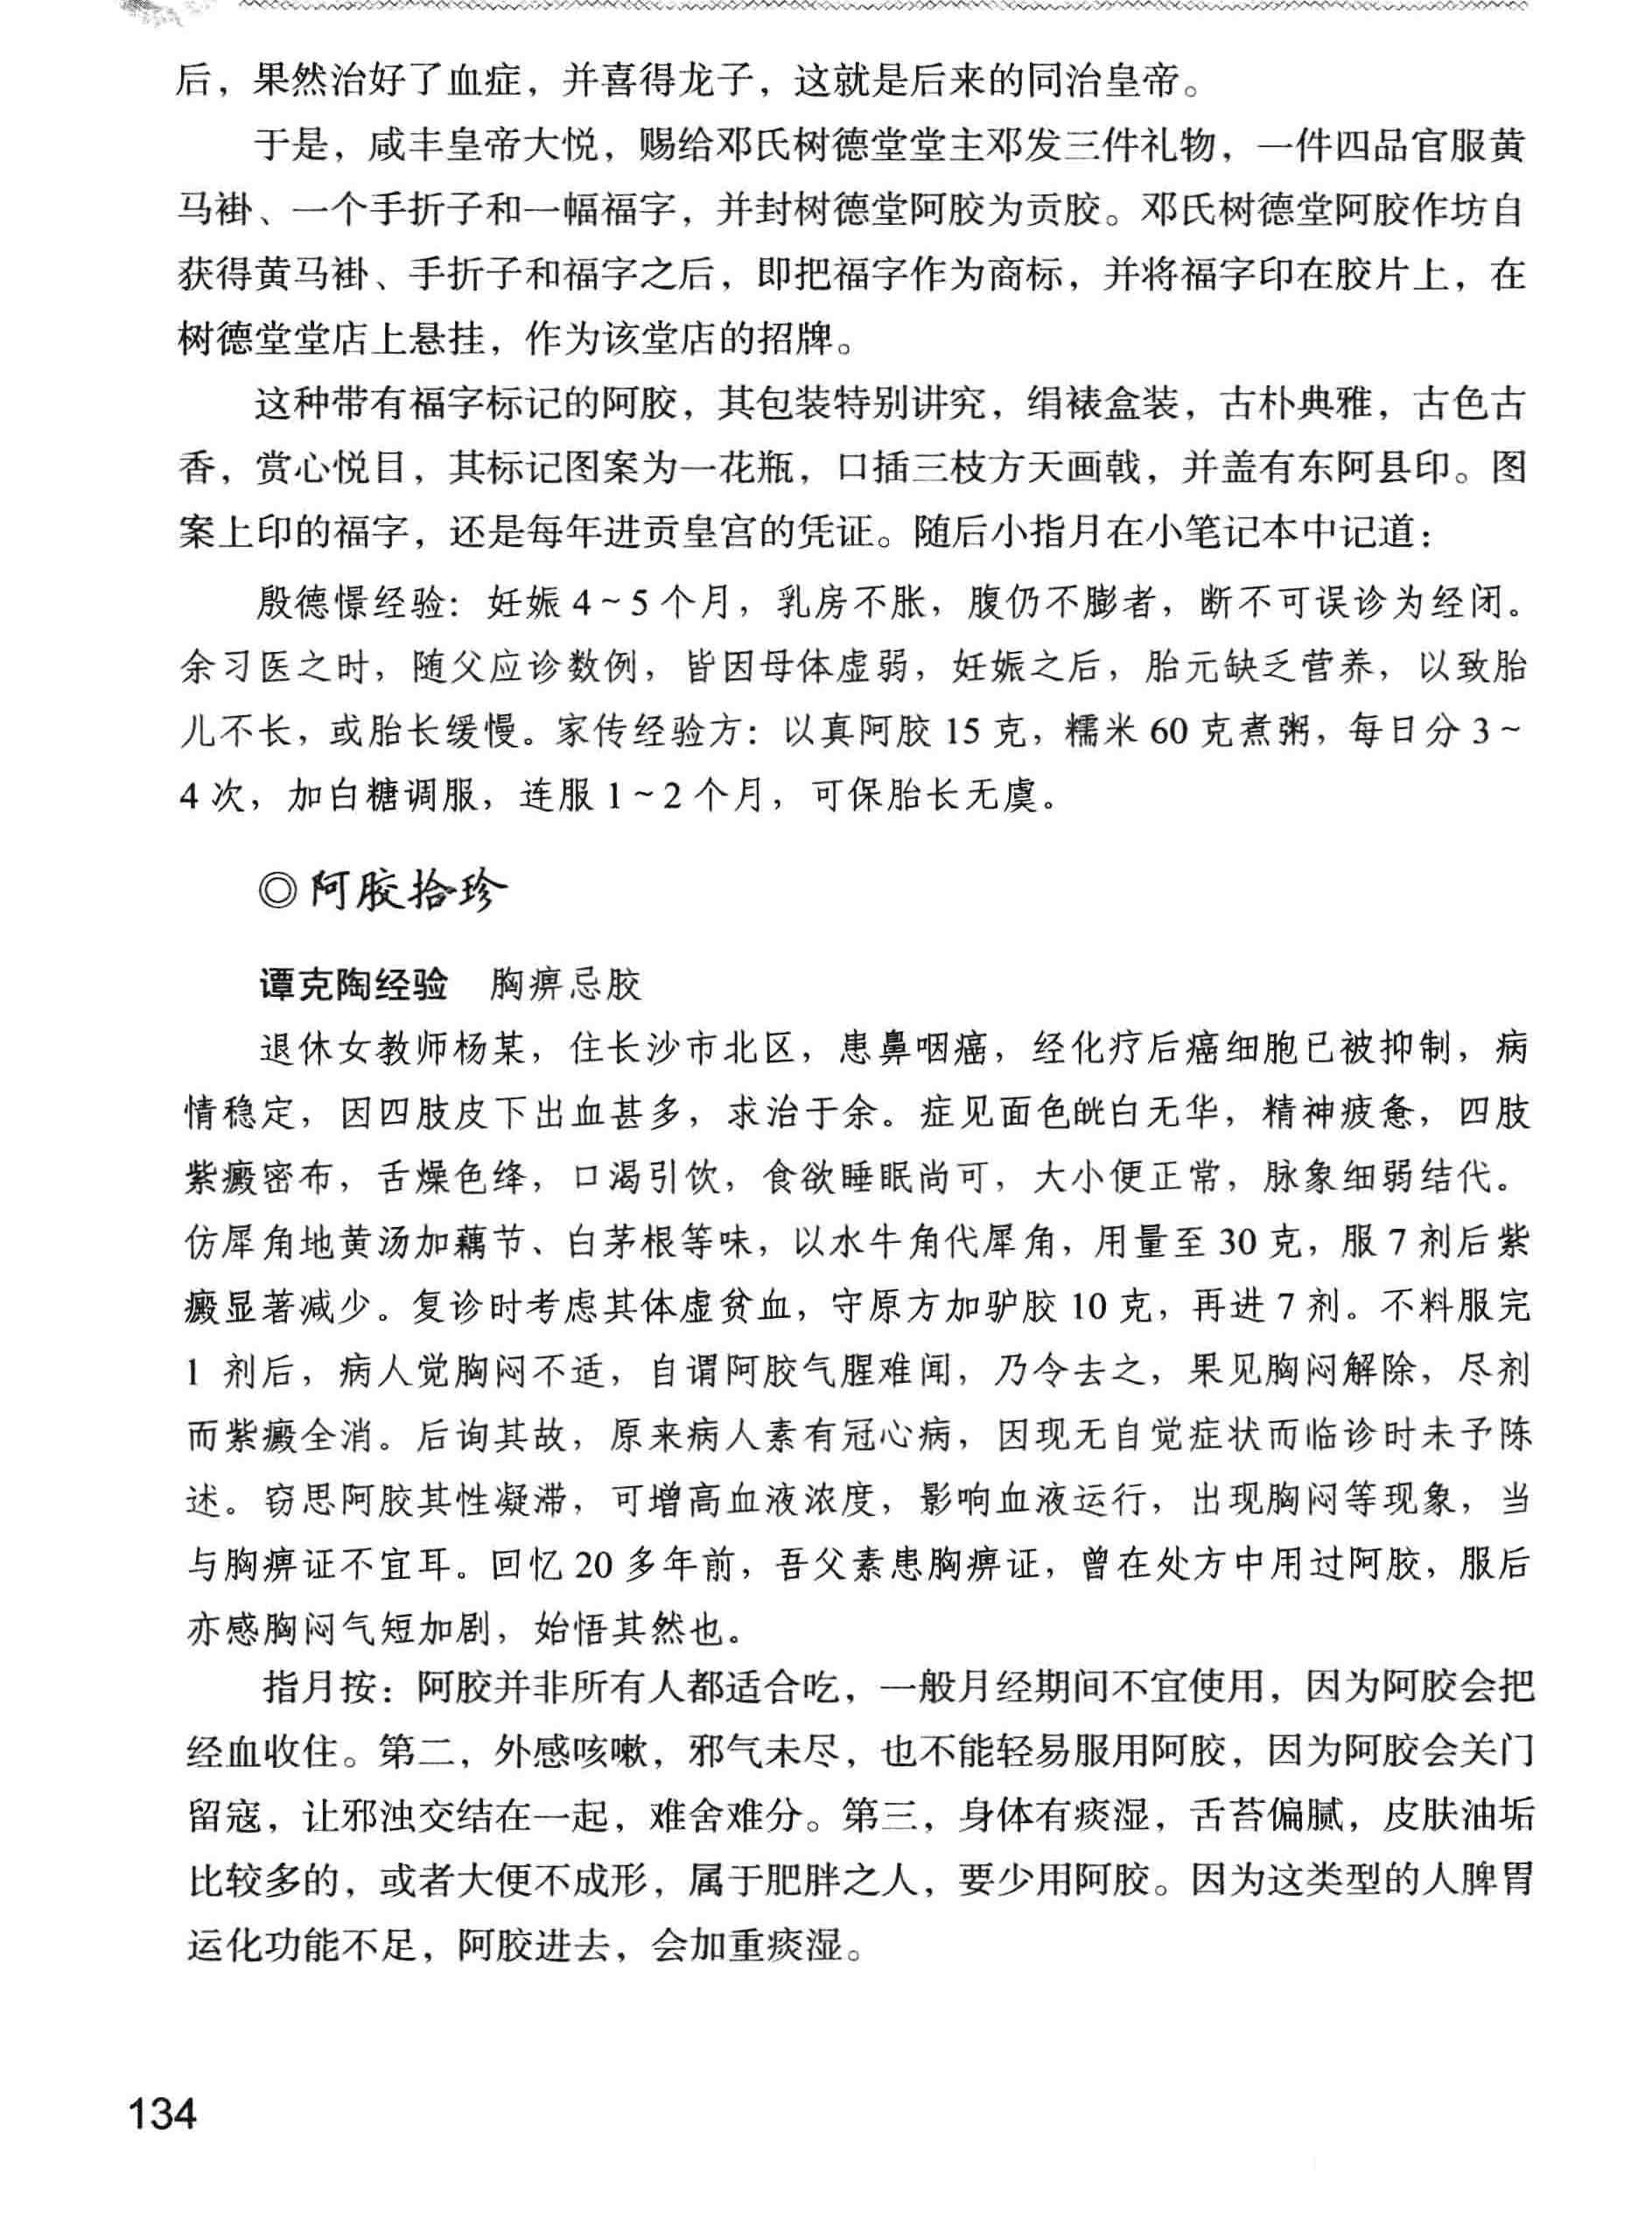 后，果然治好了血症，并喜得龙子，这就是后来的同治皇帝。
于是，咸丰皇帝大悦，赐给邓氏树德堂堂主邓发三件礼物，一件四品官服黄
马褂、一个手折子和一幅福字，并封树德堂阿胶为贡胶。邓氏树德堂阿胶作坊自
获得黄马褂、手折子和福字之后，即把福字作为商标，并将福字印在胶片上，在
树德堂堂店上悬挂，作为该堂店的招牌。
这种带有福字标记的阿胶，其包装特别讲究，绢裱盒装，古朴典雅，古色古
香，赏心悦目，其标记图案为一花瓶，口插三枝方天画戟，并盖有东阿县印。图
案上印的福字，还是每年进贡皇宫的凭证。随后小指月在小笔记本中记道：
殷德憬经验：妊娠 4～5 个月，乳房不胀，腹仍不膨者，断不可误诊为经闭。
余习医之时，随父应诊数例，皆因母体虚弱，妊娠之后，胎元缺乏营养，以致胎
儿不长，或胎长缓慢。家传经验方：以真阿胶 15 克，糯米 60 克煮粥，每日分 3～
4 次，加白糖调服，连服 1～2 个月，可保胎长无虞。
◎阿胶拾珍
谭克陶经验 胸痹忌胶
退休女教师杨某，住长沙市北区，患鼻咽癌，经化疗后癌细胞已被抑制，病
情稳定，因四肢皮下出血甚多，求治于余。症见面色㿠白无华，精神疲惫，四肢
紫癜密布，舌燥色绛，口渴引饮，食欲睡眠尚可，大小便正常，脉象细弱结代。
仿犀角地黄汤加藕节、白茅根等味，以水牛角代犀角，用量至 30 克，服 7 剂后紫
癜显著减少。复诊时考虑其体虚贫血，守原方加驴胶 10 克，再进 7 剂。不料服完
1 剂后，病人觉胸闷不适，自谓阿胶气腥难闻，乃令去之，果见胸闷解除，尽剂
而紫癜全消。后询其故，原来病人素有冠心病，因现无自觉症状而临诊时未予陈
述。窃思阿胶其性凝滞，可增高血液浓度，影响血液运行，出现胸闷等现象，当
与胸痹证不宜耳。回忆 20 多年前，吾父素患胸痹证，曾在处方中用过阿胶，服后
亦感胸闷气短加剧，始悟其然也。
指月按：阿胶并非所有人都适合吃，一般月经期间不宜使用，因为阿胶会把
经血收住。第二，外感咳嗽，邪气未尽，也不能轻易服用阿胶，因为阿胶会关门
留寇，让邪浊交结在一起，难舍难分。第三，身体有痰湿，舌苔偏腻，皮肤油垢
比较多的，或者大便不成形，属于肥胖之人，要少用阿胶。因为这类型的人脾胃
运化功能不足，阿胶进去，会加重痰湿。
134